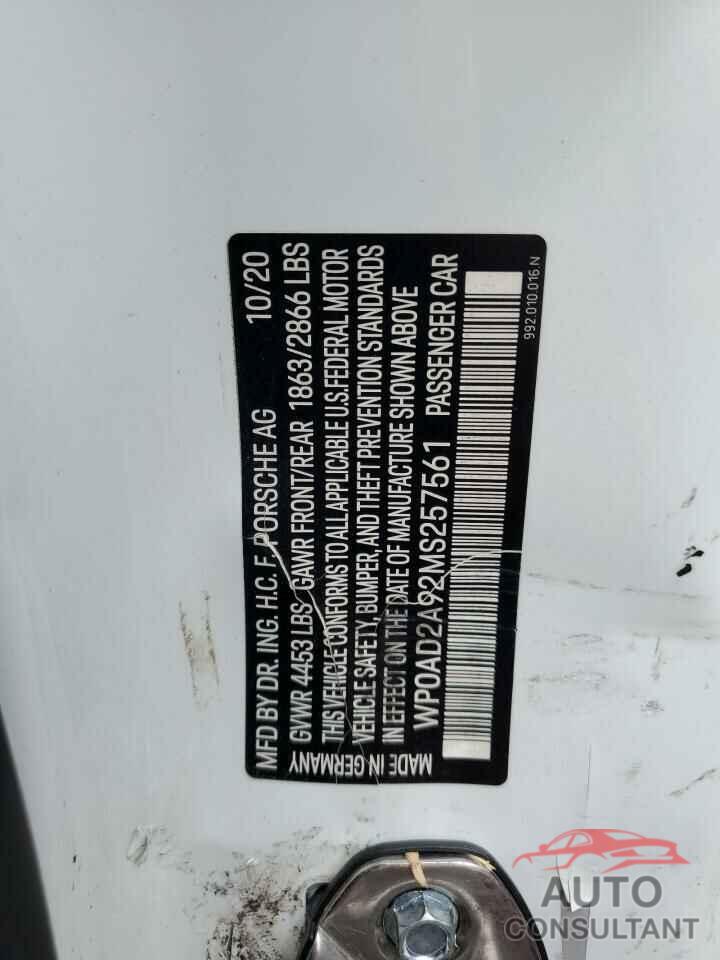 MFD BY DR. ING. H.C. F. PORSCHE AG 10/20
GVWR 4453 LBS GAWR FRONT/REAR 1863/2866 LBS
THIS VEHICLE CONFORMS TO ALL APPLICABLE U.S. FEDERAL MOTOR
VEHICLE SAFETY, BUMPER, AND THEFT PREVENTION STANDARDS
IN EFFECT ON THE DATE OF MANUFACTURE SHOWN ABOVE
MADE IN GERMANY
WP0AD2A92MS257561 PASSENGER CAR
992.010.016.N
AUTO
CONSULTANT